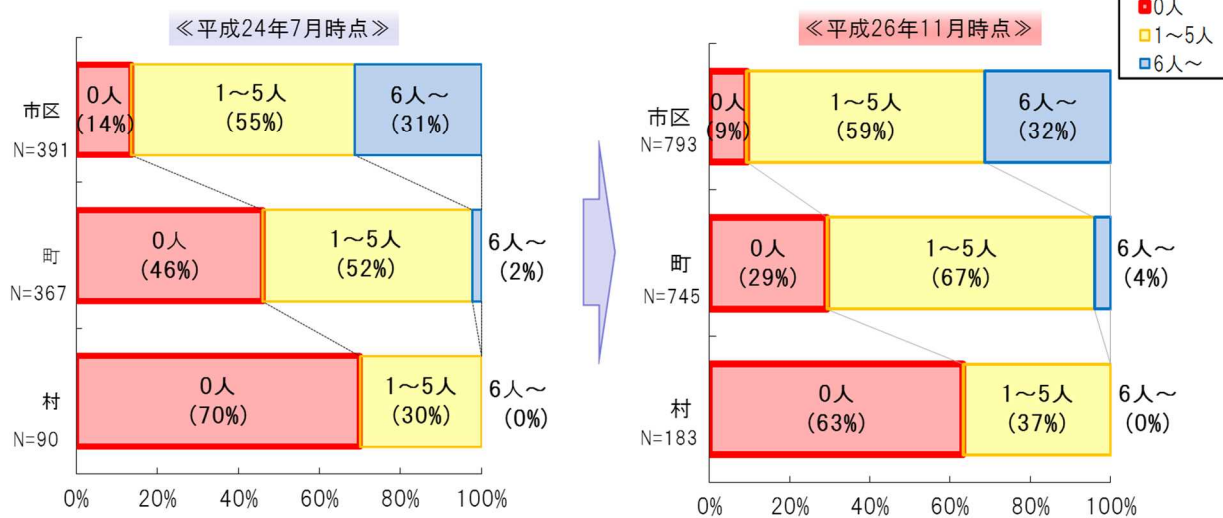 ≪平成24年7月時点≫
市区
N=391
0人
(14%)
1～5人
(55%)
6人～
(31%)
町
N=367
0人
(46%)
1～5人
(52%)
6人～
(2%)
村
N=90
0人
(70%)
1～5人
(30%)
6人～
(0%)
0%
20%
40%
60%
80%
100%
≪平成26年11月時点≫
0人
1～5人
6人～
市区
N=793
0人
(9%)
1～5人
(59%)
6人～
(32%)
町
N=745
0人
(29%)
1～5人
(67%)
6人～
(4%)
村
N=183
0人
(63%)
1～5人
(37%)
6人～
(0%)
0%
20%
40%
60%
80%
100%